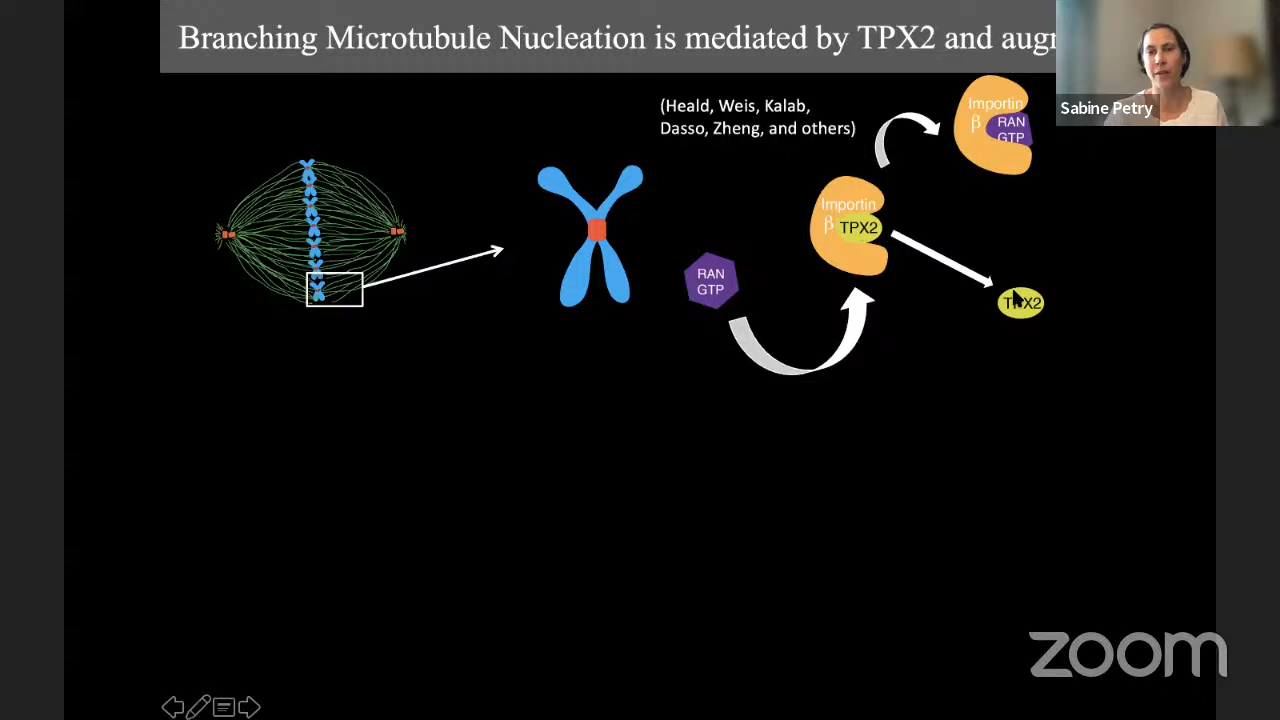 Branching Microtubule Nucleation is mediated by TPX2 and
Sabine Petry
(Heald, Weis, Kalab,
Dasso, Zheng, and others)
Importin
β
RAN
GTP
Importin
β
TPX2
RAN
GTP
TPX2
zoom